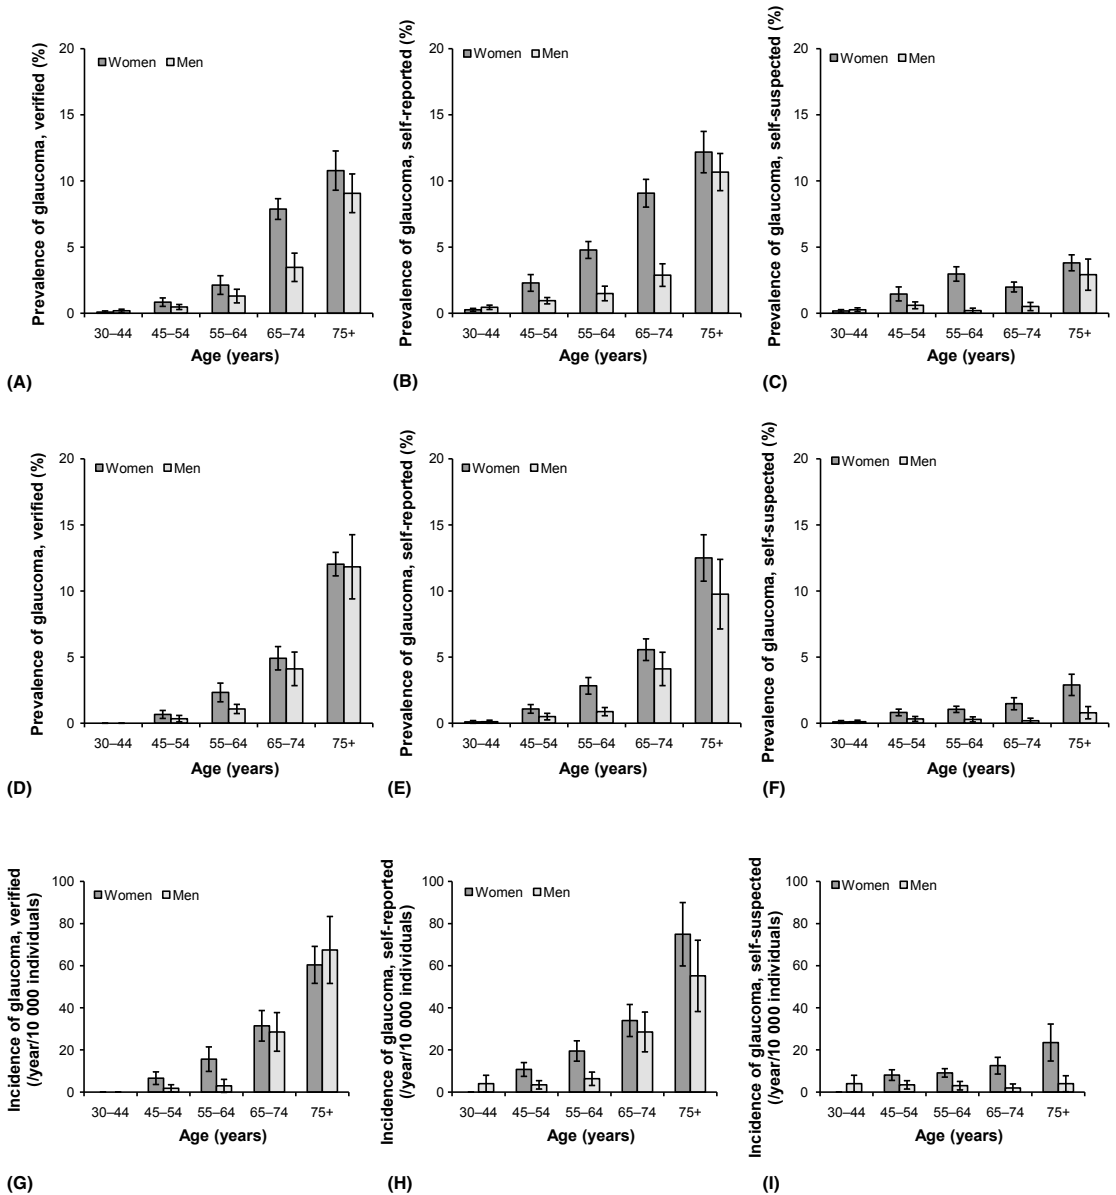 Prevalence of glaucoma, verified (%)
20
15
10
5
0
Women Men
30–44 45–54 55–64 65–74 75+
Age (years)
(A)
Prevalence of glaucoma, self-reported (%)
20
15
10
5
0
Women Men
30–44 45–54 55–64 65–74 75+
Age (years)
(B)
Prevalence of glaucoma, self-suspected (%)
20
15
10
5
0
Women Men
30–44 45–54 55–64 65–74 75+
Age (years)
(C)
Prevalence of glaucoma, verified (%)
20
15
10
5
0
Women Men
30–44 45–54 55–64 65–74 75+
Age (years)
(D)
Prevalence of glaucoma, self-reported (%)
20
15
10
5
0
Women Men
30–44 45–54 55–64 65–74 75+
Age (years)
(E)
Prevalence of glaucoma, self-suspected (%)
20
15
10
5
0
Women Men
30–44 45–54 55–64 65–74 75+
Age (years)
(F)
Incidence of glaucoma, verified
(/year/10 000 individuals)
100
80
60
40
20
0
Women Men
30–44 45–54 55–64 65–74 75+
Age (years)
(G)
Incidence of glaucoma, self-reported
(/year/10 000 individuals)
100
80
60
40
20
0
Women Men
30–44 45–54 55–64 65–74 75+
Age (years)
(H)
Incidence of glaucoma, self-suspected
(/year/10 000 individuals)
100
80
60
40
20
0
Women Men
30–44 45–54 55–64 65–74 75+
Age (years)
(I)